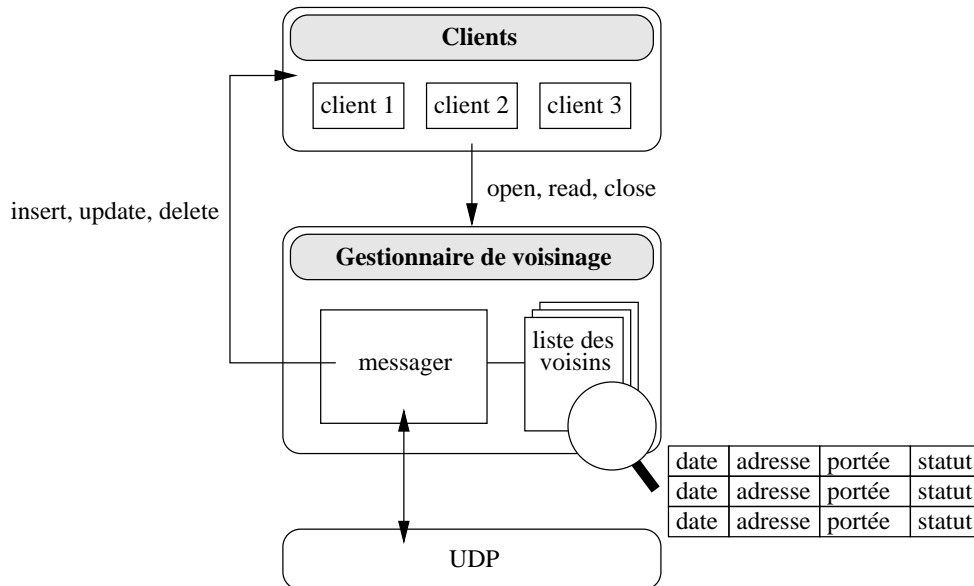 Clients
client 1
client 2
client 3
open, read, close
insert, update, delete
Gestionnaire de voisinage
messager
liste des
voisins
date adresse portée statut
date adresse portée statut
date adresse portée statut
UDP